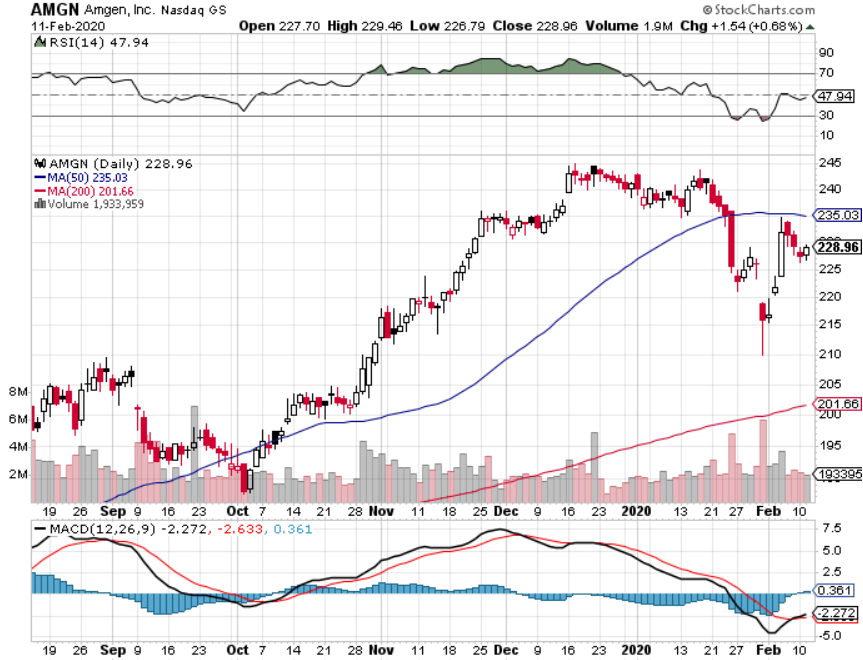 AMGN Amgen, Inc. Nasdaq GS © StockCharts.com
11-Feb-2020 Open 227.70 High 229.46 Low 226.79 Close 228.96 Volume 1.9M Chg +1.54 (+0.68%)
RSI(14) 47.94
90
70
47.94
30
10
AMGN (Daily) 228.96
MA(50) 235.03
MA(200) 201.66
Volume 1,933,959
245
240
235.03
228.96
225
220
215
210
205
201.66
200
195
193395
8M
6M
4M
2M
19 26 Sep 9 16 23 Oct 7 14 21 28 Nov 11 18 25 Dec 9 16 23 2020 13 21 27 Feb 10
MACD(12,26,9) -2.272, -2.633, 0.361
7.5
5.0
2.5
0.361
-2.272
-5.0
19 26 Sep 9 16 23 Oct 7 14 21 28 Nov 11 18 25 Dec 9 16 23 2020 13 21 27 Feb 10